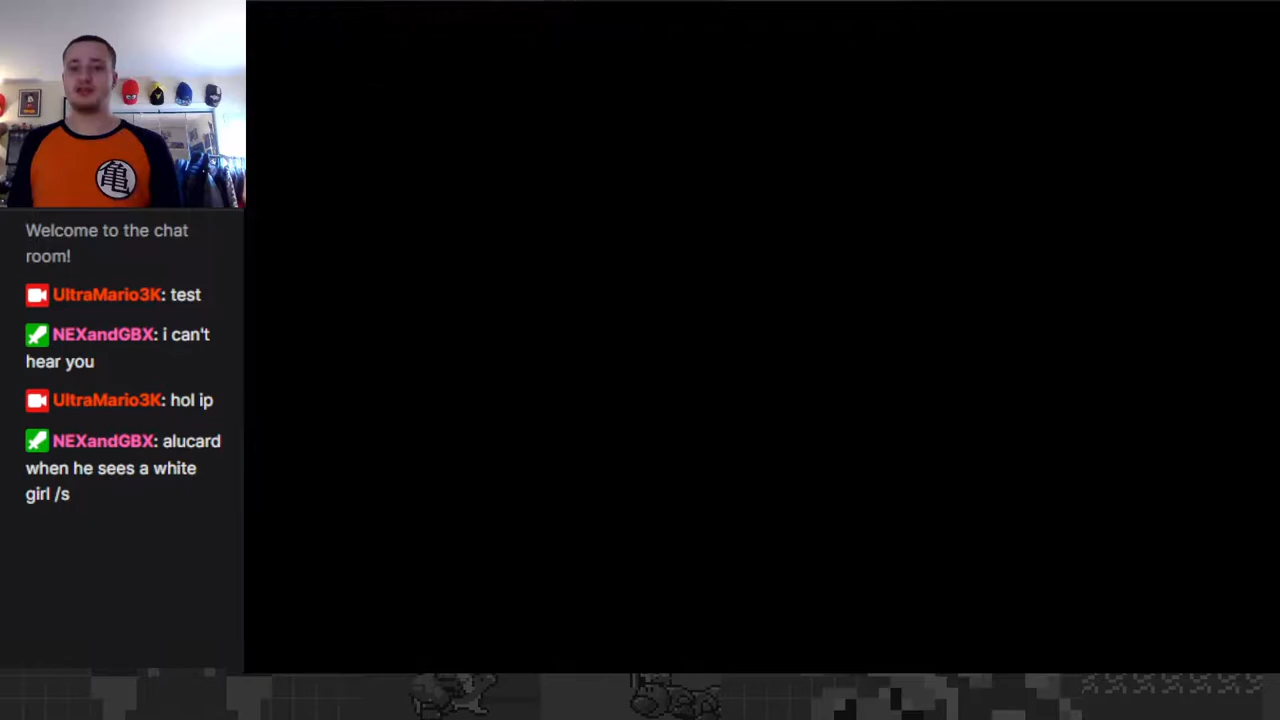 亀
Welcome to the chat
room!
UltraMario3K: test
NEXandGBX: i can't
hear you
UltraMario3K: hol ip
NEXandGBX: alucard
when he sees a white
girl /s